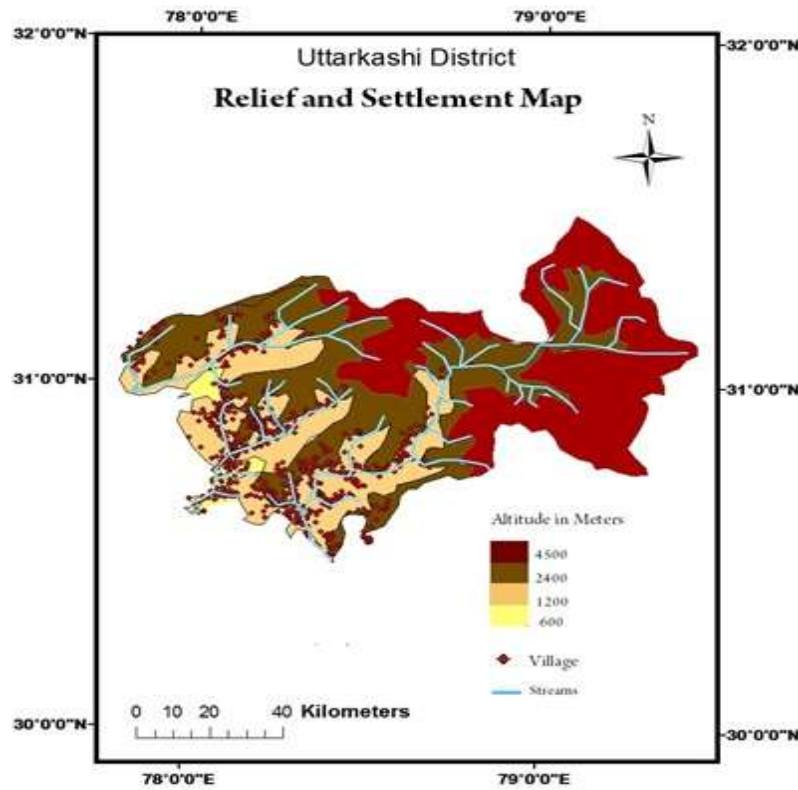 78°0'0"E 79°0'0"E
32°0'0"N 32°0'0"N
Uttarkashi District
Relief and Settlement Map
N
31°0'0"N 31°0'0"N
Altitude in Meters
4500
2400
1200
600
Village
Streams
0 10 20 40 Kilometers
30°0'0"N 30°0'0"N
78°0'0"E 79°0'0"E